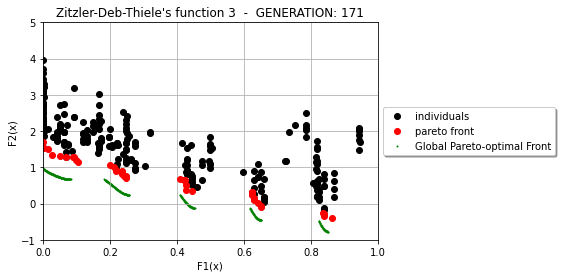 Zitzler-Deb-Thiele's function 3 - GENERATION: 171
5
4
3
2
1
0
-1
F2(x)
0.0 0.2 0.4 0.6 0.8 1.0
F1(x)
individuals
pareto front
Global Pareto-optimal Front